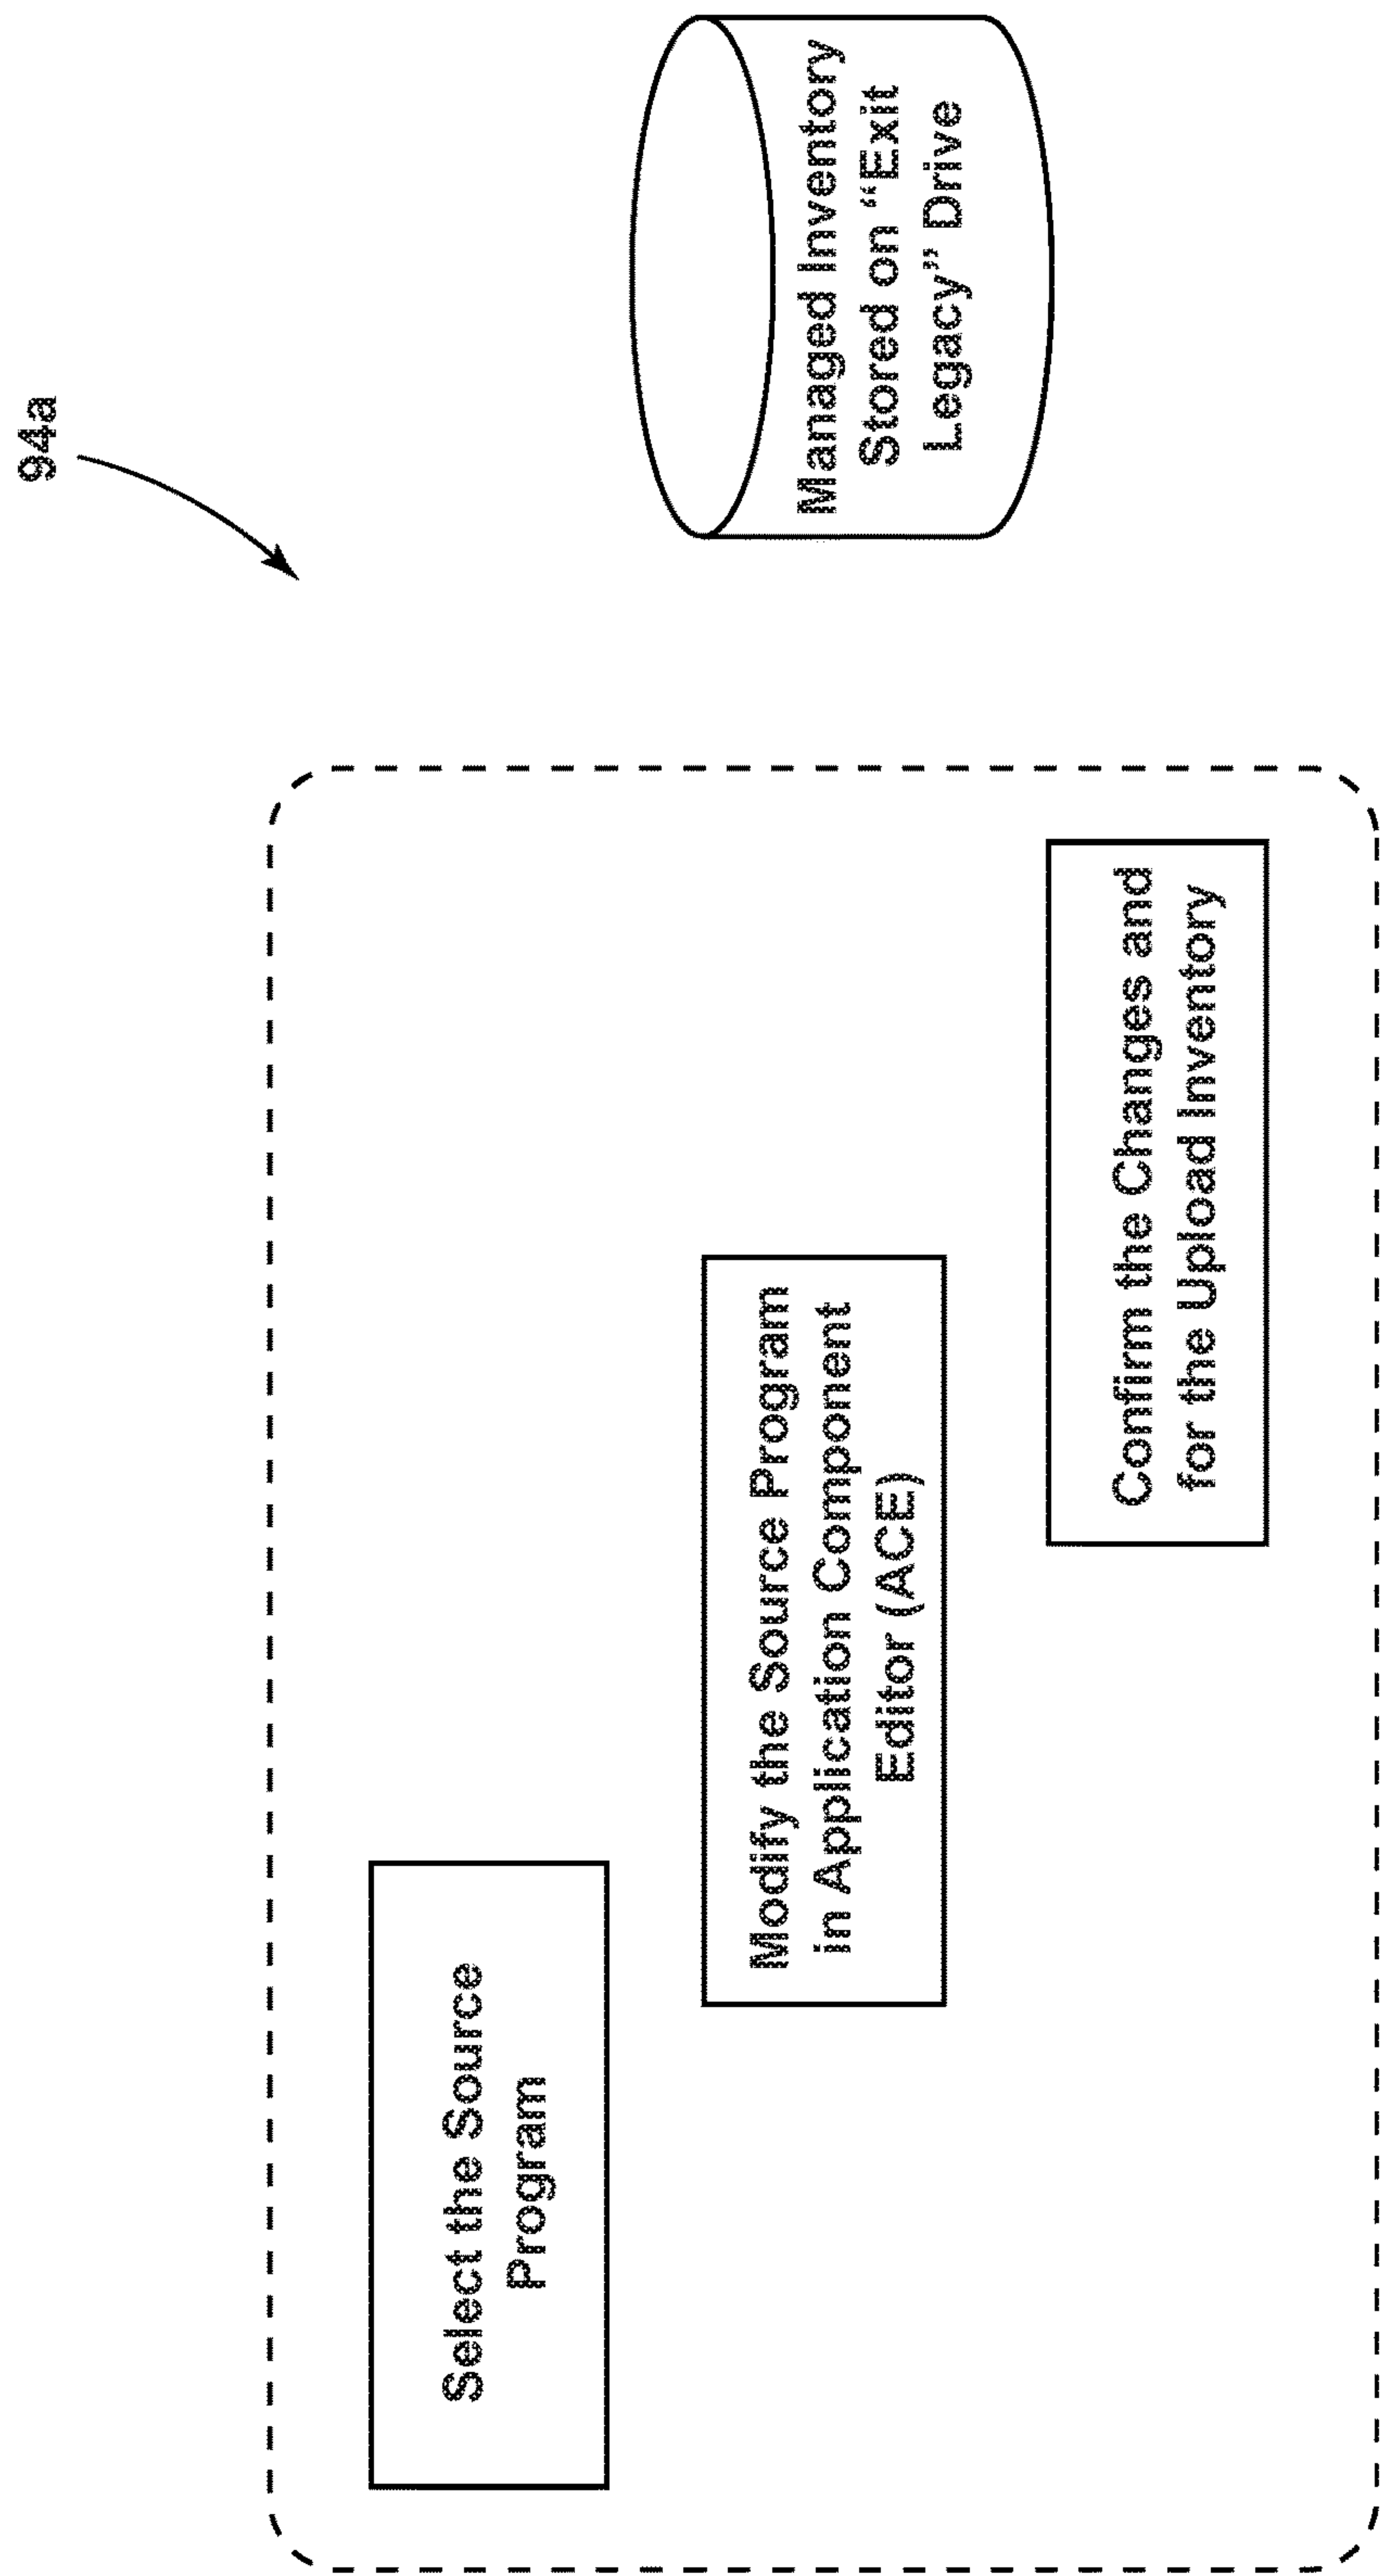 94a
Select the Source
Program
Modify the Source Program
in Application Component
Editor (ACE)
Confirm the Changes and
for the Upload Inventory
Managed Inventory
Stored on “Exit
Legacy” Drive